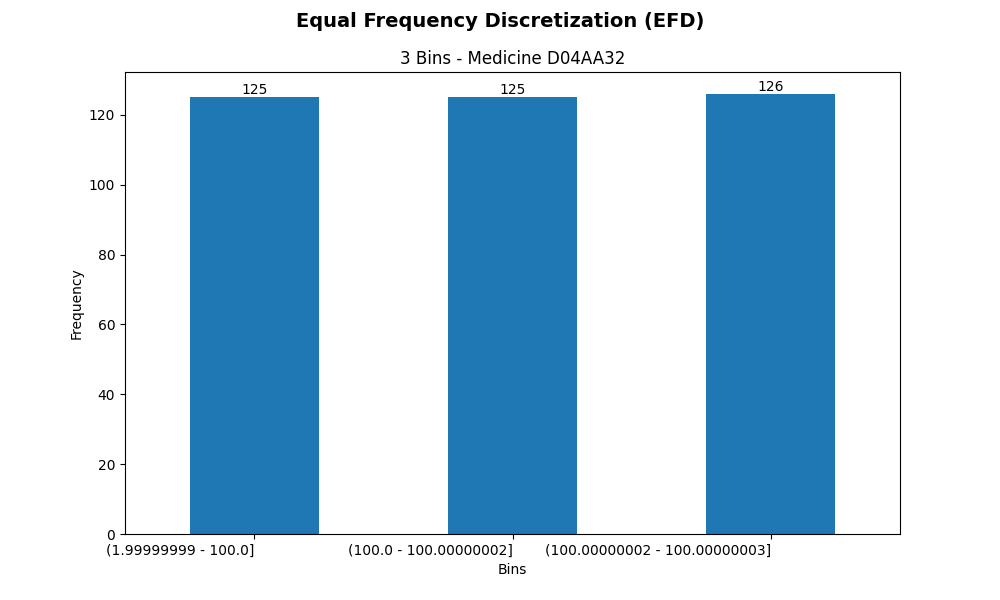 Equal Frequency Discretization (EFD)
3 Bins - Medicine D04AA32
125
125
126
120
100
80
60
40
20
0
Frequency
(1.99999999 - 100.0]
(100.0 - 100.00000002]
(100.00000002 - 100.00000003]
Bins